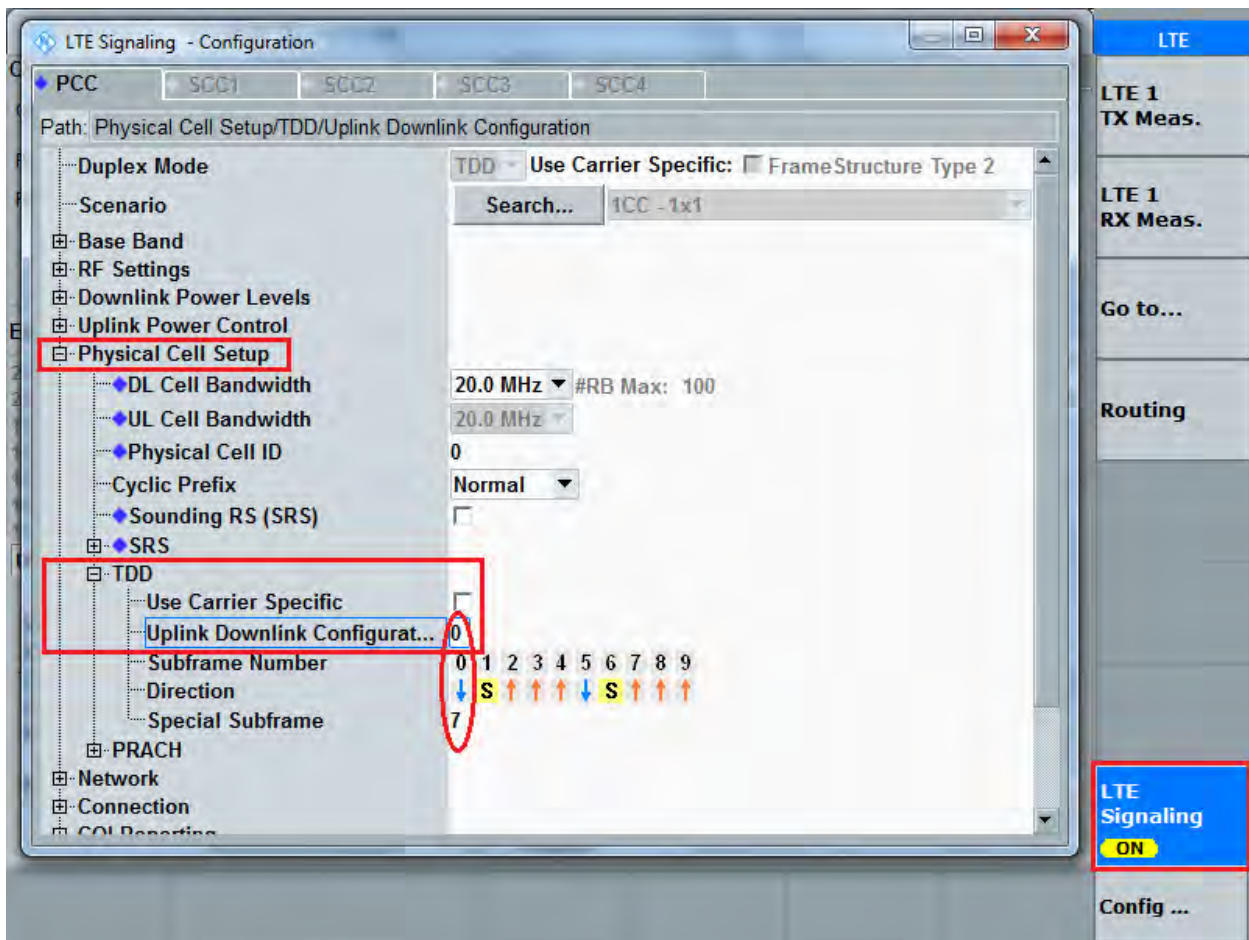 LTE Signaling - Configuration
LTE
PCC SCC1 SCC2 SCC3 SCC4
LTE 1
TX Meas.
Path: Physical Cell Setup/TDD/Uplink Downlink Configuration
Duplex Mode TDD Use Carrier Specific: FrameStructure Type 2
Scenario Search... 1CC - 1x1
LTE 1
RX Meas.
Base Band
RF Settings
Downlink Power Levels
Go to...
Uplink Power Control
Physical Cell Setup
DL Cell Bandwidth 20.0 MHz #RB Max: 100
Routing
UL Cell Bandwidth 20.0 MHz
Physical Cell ID 0
Cyclic Prefix Normal
Sounding RS (SRS)
SRS
TDD
Use Carrier Specific
Uplink Downlink Configurat... 0
Subframe Number 0 1 2 3 4 5 6 7 8 9
Direction ↓ S ↑ ↑ ↑ ↓ S ↑ ↑ ↑
Special Subframe 7
PRACH
Network
Connection
CQI Reporting
LTE
Signaling
ON
Config ...